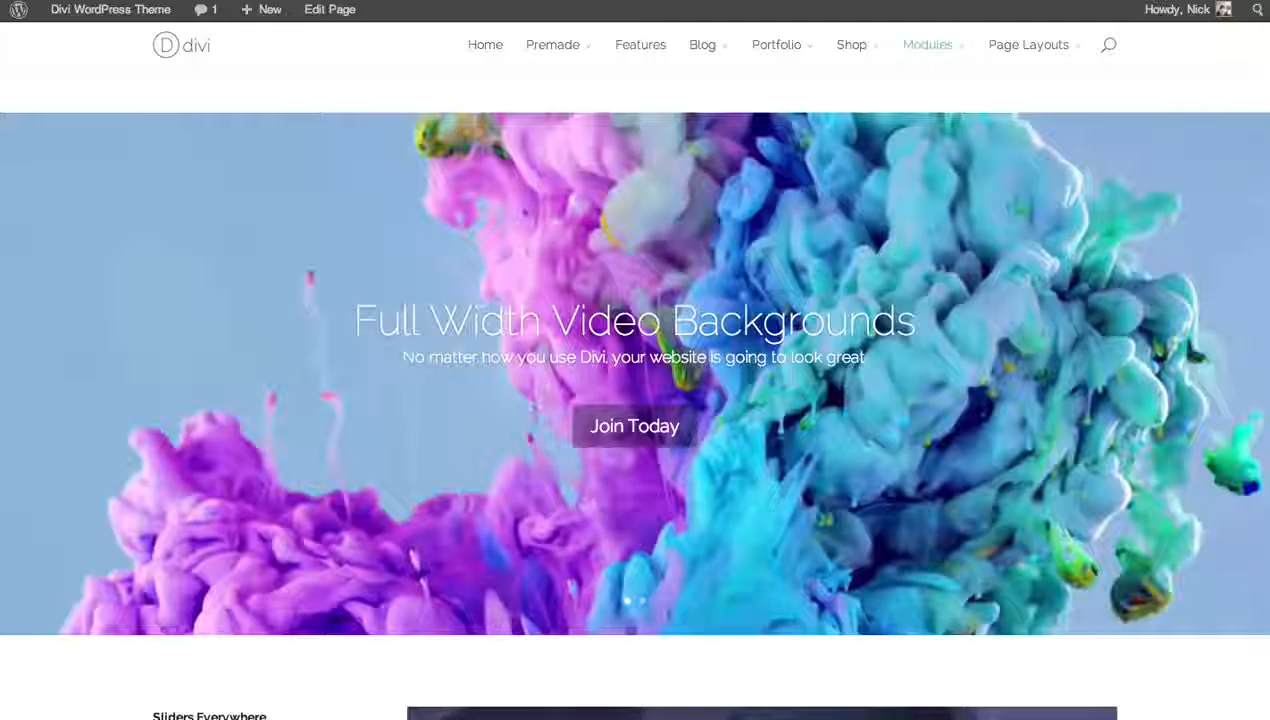 Divi WordPress Theme 1 New Edit Page Howdy, Nick
D divi Home Premade Features Blog Portfolio Shop Modules Page Layouts
Full Width Video Backgrounds
No matter how you use Divi, your website is going to look great
Join Today
Sliders Everywhere